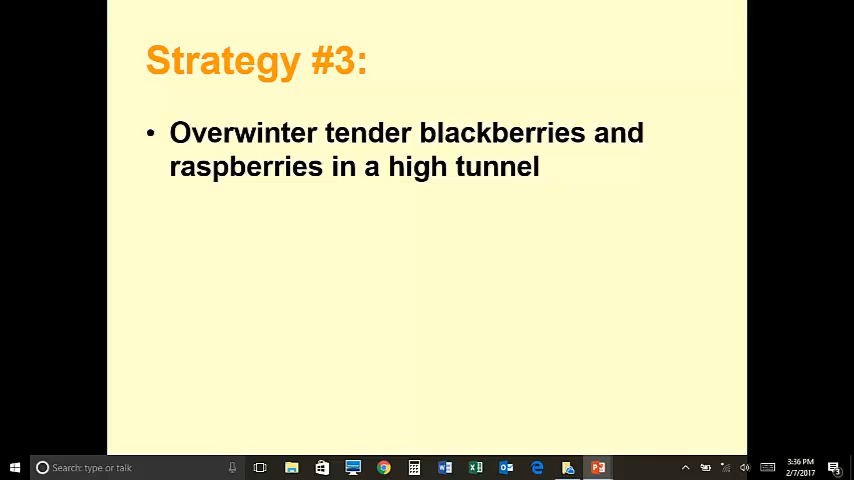 Strategy #3:
• Overwinter tender blackberries and
raspberries in a high tunnel
Search: type or talk
3:36 PM
2/7/2017
3